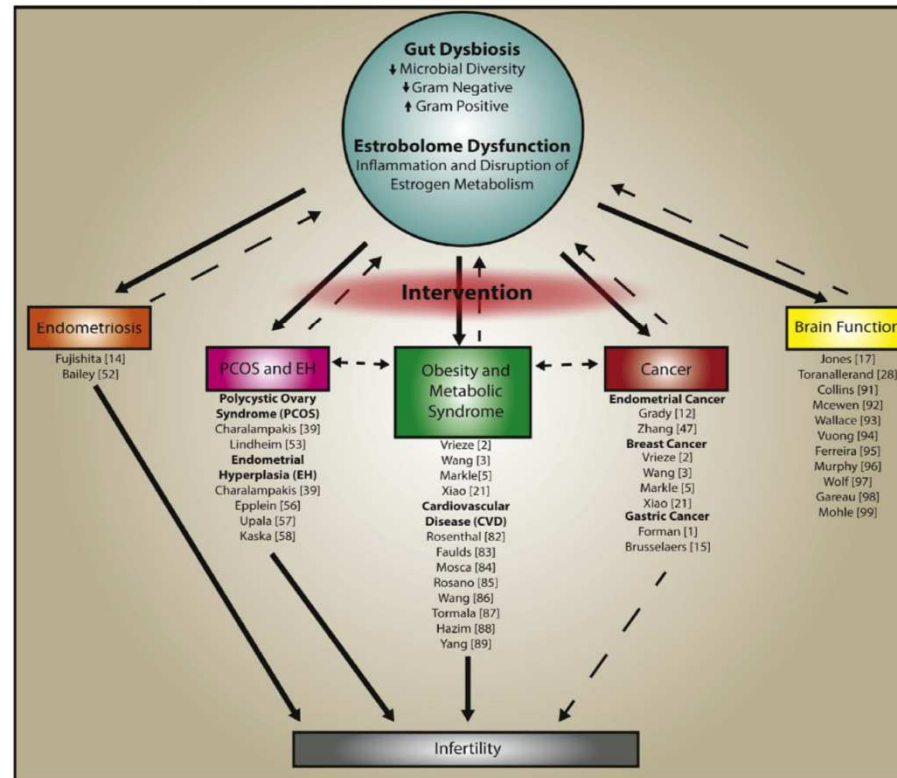 Gut Dysbiosis
↓ Microbial Diversity
↓ Gram Negative
↑ Gram Positive
Estrobolome Dysfunction
Inflammation and Disruption of
Estrogen Metabolism
Intervention
Endometriosis
Fujishita [14]
Bailey [52]
PCOS and EH
Polycystic Ovary
Syndrome (PCOS)
Charalampakis [39]
Lindheim [53]
Endometrial
Hyperplasia (EH)
Charalampakis [39]
Epplein [56]
Upala [57]
Kaska [58]
Obesity and
Metabolic
Syndrome
Vrieze [2]
Wang [3]
Markle[5]
Xiao [21]
Cardiovascular
Disease (CVD)
Rosenthal [82]
Faulds [83]
Mosca [84]
Rosano [85]
Wang [86]
Tormala [87]
Hazim [88]
Yang [89]
Cancer
Endometrial Cancer
Grady [12]
Zhang [47]
Breast Cancer
Vrieze [2]
Wang [3]
Markle [5]
Xiao [21]
Gastric Cancer
Forman [1]
Brusselaers [15]
Brain Function
Jones [17]
Toranallerand [28]
Collins [91]
Mcewen [92]
Wallace [93]
Vuong [94]
Ferreira [95]
Murphy [96]
Wolf [97]
Gareau [98]
Mohle [99]
Infertility